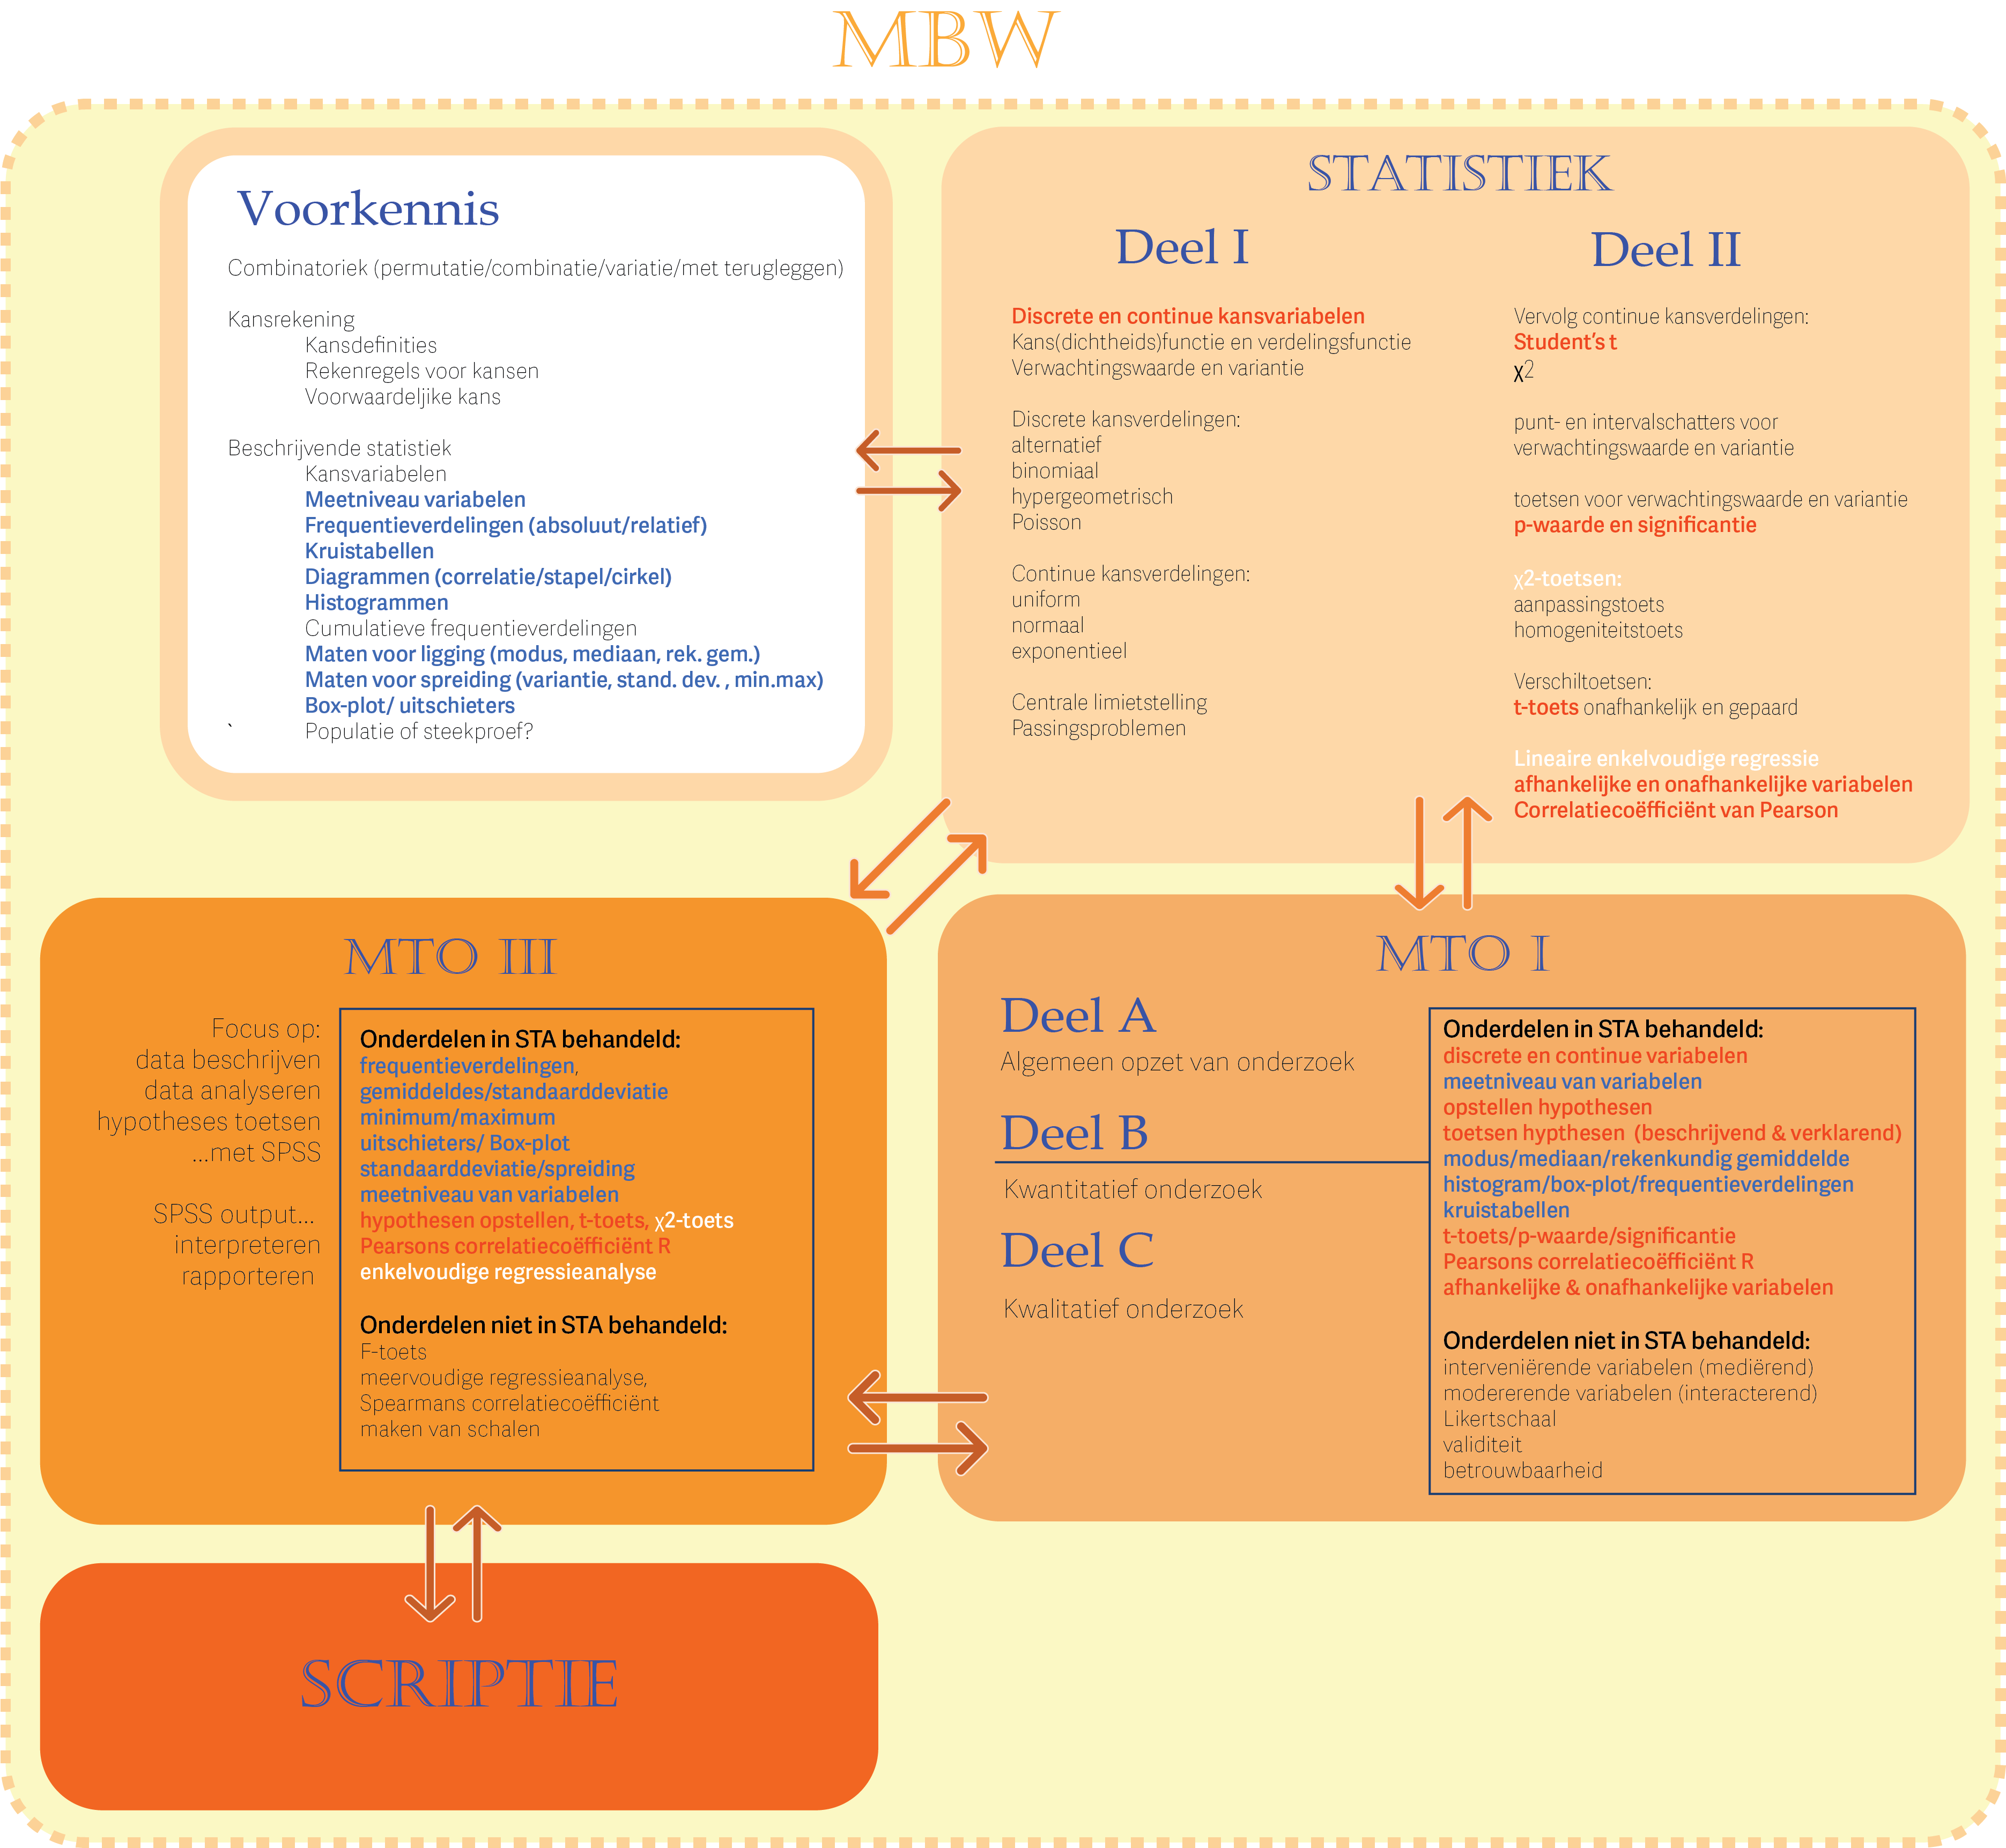 MBW
Voorkennis
Combinatoriek (permutatie/combinatie/variatie/met terugleggen)
Kansrekening
Kansdefinities
Rekenregels voor kansen
Voorwaardeljike kans
Beschrijvende statistiek
Kansvariabelen
Meetniveau variabelen
Frequentieverdelingen (absoluut/relatief)
Kruistabellen
Diagrammen (correlatie/stapel/cirkel)
Histogrammen
Cumulatieve frequentieverdelingen
Maten voor ligging (modus, mediaan, rek. gem.)
Maten voor spreiding (variantie, stand. dev. , min.max)
Box-plot/ uitschieters
` Populatie of steekproef?
STATISTIEK
Deel I
Discrete en continue kansvariabelen
Kans(dichtheids)functie en verdelingsfunctie
Verwachtingswaarde en variantie
Discrete kansverdelingen:
alternatief
binomiaal
hypergeometrisch
Poisson
Continue kansverdelingen:
uniform
normaal
exponentieel
Centrale limietstelling
Passingsproblemen
Deel II
Vervolg continue kansverdelingen:
Student's t
χ2
punt- en intervalschatters voor
verwachtingswaarde en variantie
toetsen voor verwachtingswaarde en variantie
p-waarde en significantie
χ2-toetsen:
aanpassingstoets
homogeniteitstoets
Verschiltoetsen:
t-toets onafhankelijk en gepaard
Lineaire enkelvoudige regressie
afhankelijke en onafhankelijke variabelen
Correlatiecoëfficiënt van Pearson
MTO III
Focus op:
data beschrijven
data analyseren
hypotheses toetsen
...met SPSS
SPSS output...
interpreteren
rapporteren
Onderdelen in STA behandeld:
frequentieverdelingen,
gemiddeldes/standaarddeviatie
minimum/maximum
uitschieters/ Box-plot
standaarddeviatie/spreiding
meetniveau van variabelen
hypothesen opstellen, t-toets, χ2-toets
Pearsons correlatiecoëfficiënt R
enkelvoudige regressieanalyse
Onderdelen niet in STA behandeld:
F-toets
meervoudige regressieanalyse,
Spearmans correlatiecoëfficiënt
maken van schalen
MTO I
Deel A
Algemeen opzet van onderzoek
Deel B
Kwantitatief onderzoek
Deel C
Kwalitatief onderzoek
Onderdelen in STA behandeld:
discrete en continue variabelen
meetniveau van variabelen
opstellen hypothesen
toetsen hypthesen (beschrijvend & verklarend)
modus/mediaan/rekenkundig gemiddelde
histogram/box-plot/frequentieverdelingen
kruistabellen
t-toets/p-waarde/significantie
Pearsons correlatiecoëfficiënt R
afhankelijke & onafhankelijke variabelen
Onderdelen niet in STA behandeld:
interveniërende variabelen (mediërend)
modererende variabelen (interacterend)
Likertschaal
validiteit
betrouwbaarheid
SCRIPTIE